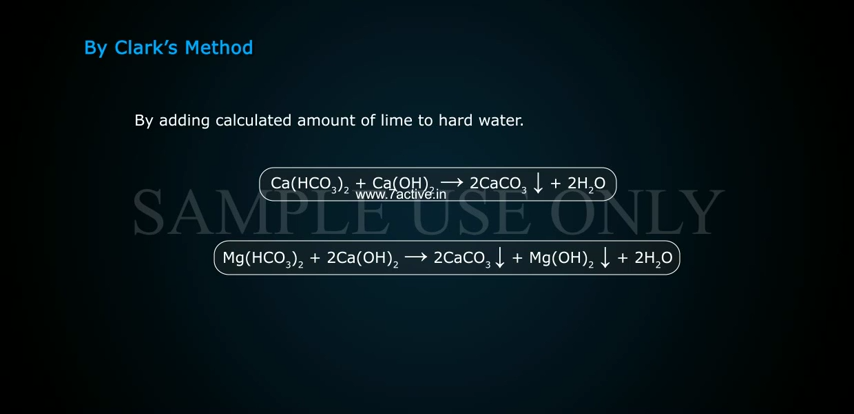 By Clark's Method
By adding calculated amount of lime to hard water.
Ca(HCO₃)₂ + Ca(OH)₂ → 2CaCO₃ ↓ + 2H₂O
www.7active.in
SAMPLE USE ONLY
Mg(HCO₃)₂ + 2Ca(OH)₂ → 2CaCO₃ ↓ + Mg(OH)₂ ↓ + 2H₂O